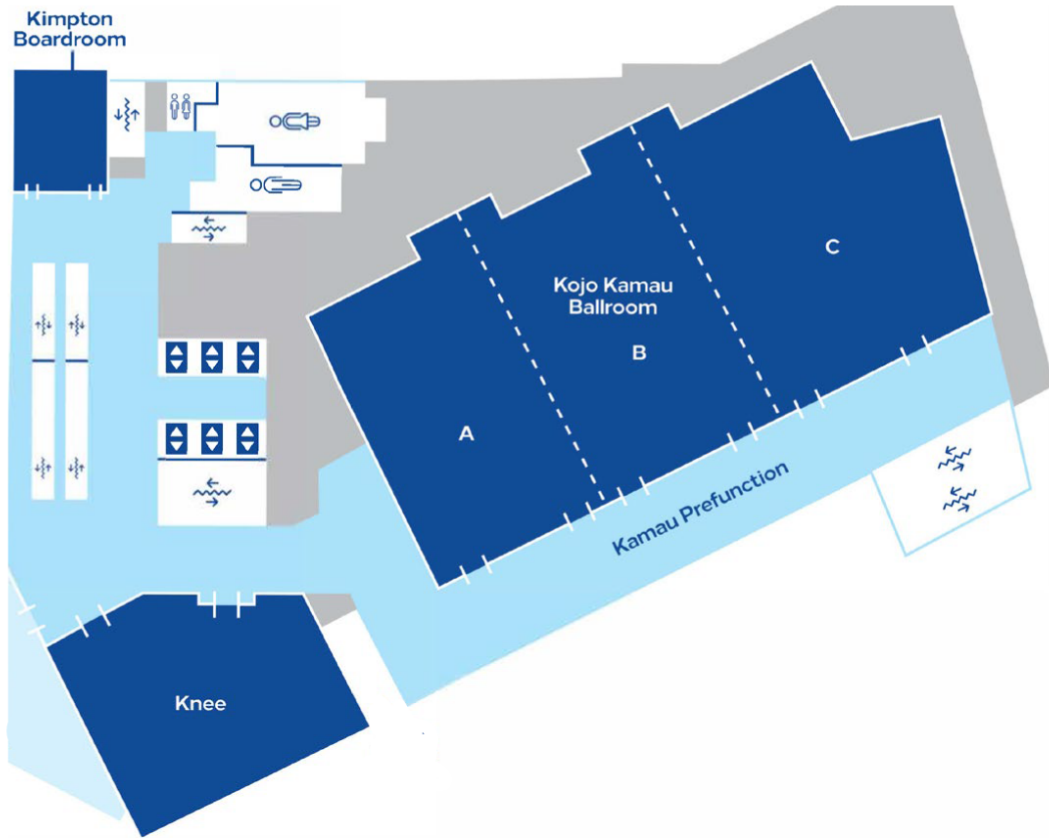 Kimpton
Boardroom
Kojo Kamau
Ballroom
A
B
C
Kamau Prefunction
Knee